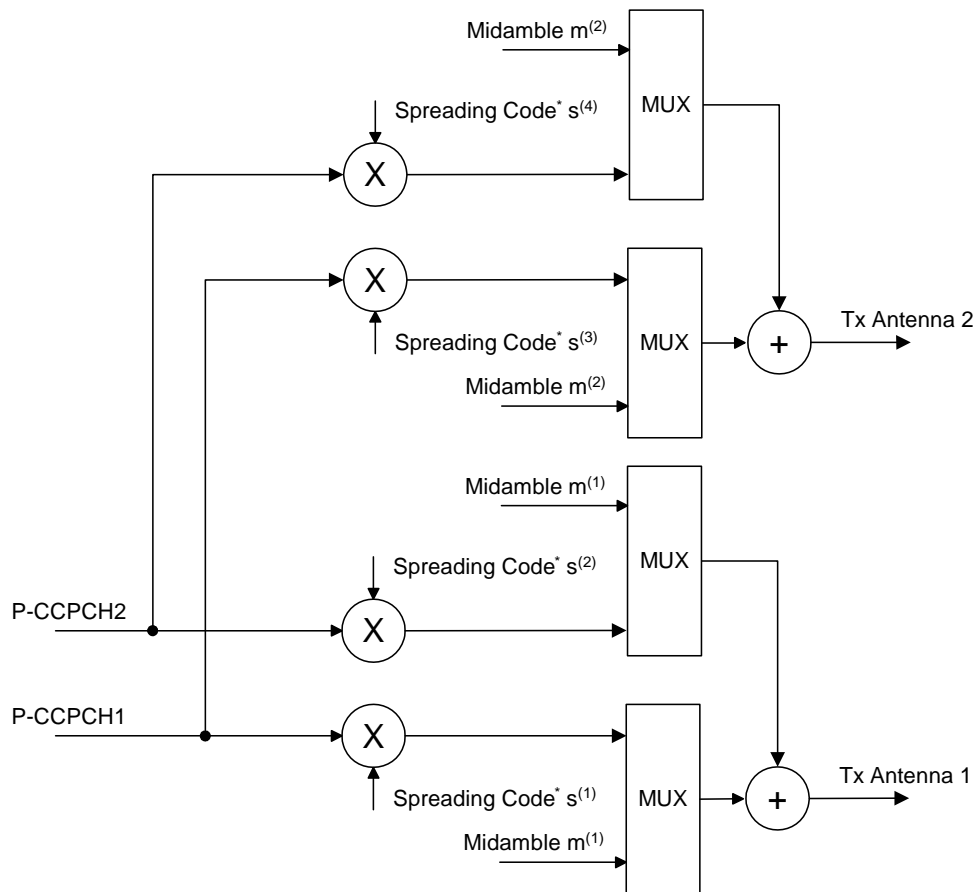 Midamble m⁽²⁾
MUX
Spreading Code* s⁽⁴⁾
X
X
Tx Antenna 2
Spreading Code* s⁽³⁾
MUX
+
Midamble m⁽²⁾
Midamble m⁽¹⁾
Spreading Code* s⁽²⁾
MUX
P-CCPCH2
X
P-CCPCH1
X
Tx Antenna 1
Spreading Code* s⁽¹⁾
MUX
+
Midamble m⁽¹⁾